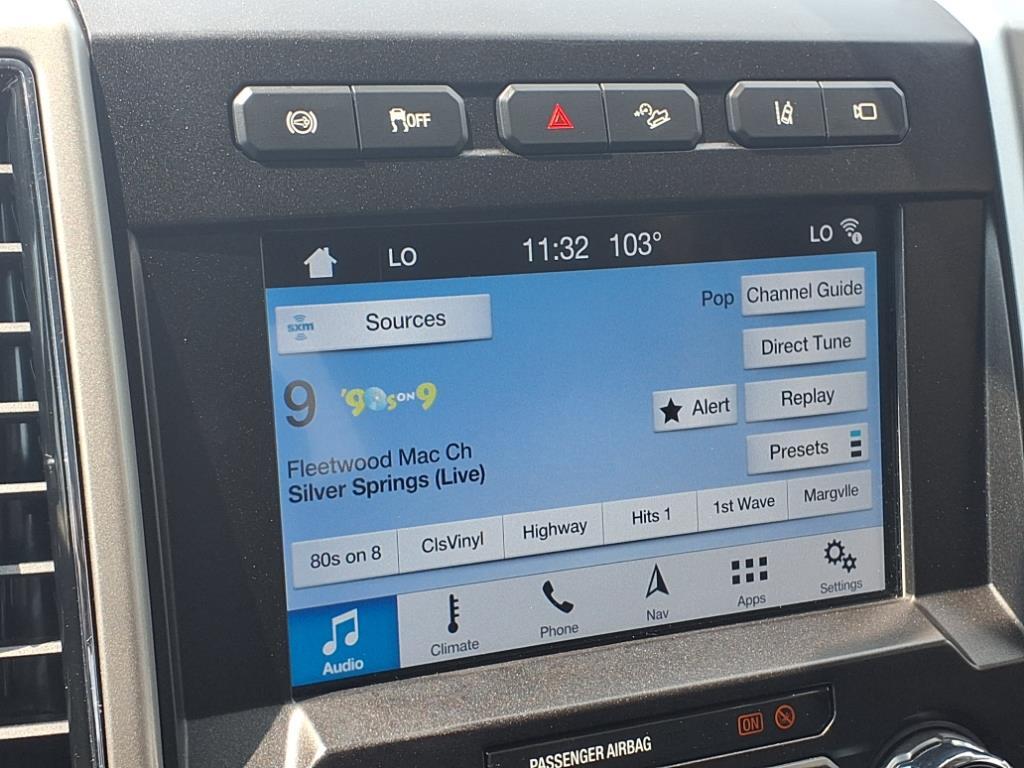 OFF
LO 11:32 103° LO
sxm Sources
Pop Channel Guide
Direct Tune
9 '90s ON 9
Alert Replay
Presets
Fleetwood Mac Ch
Silver Springs (Live)
80s on 8 ClsVinyl Highway Hits 1 1st Wave Margvlle
Audio Climate Phone Nav Apps Settings
PASSENGER AIRBAG ON